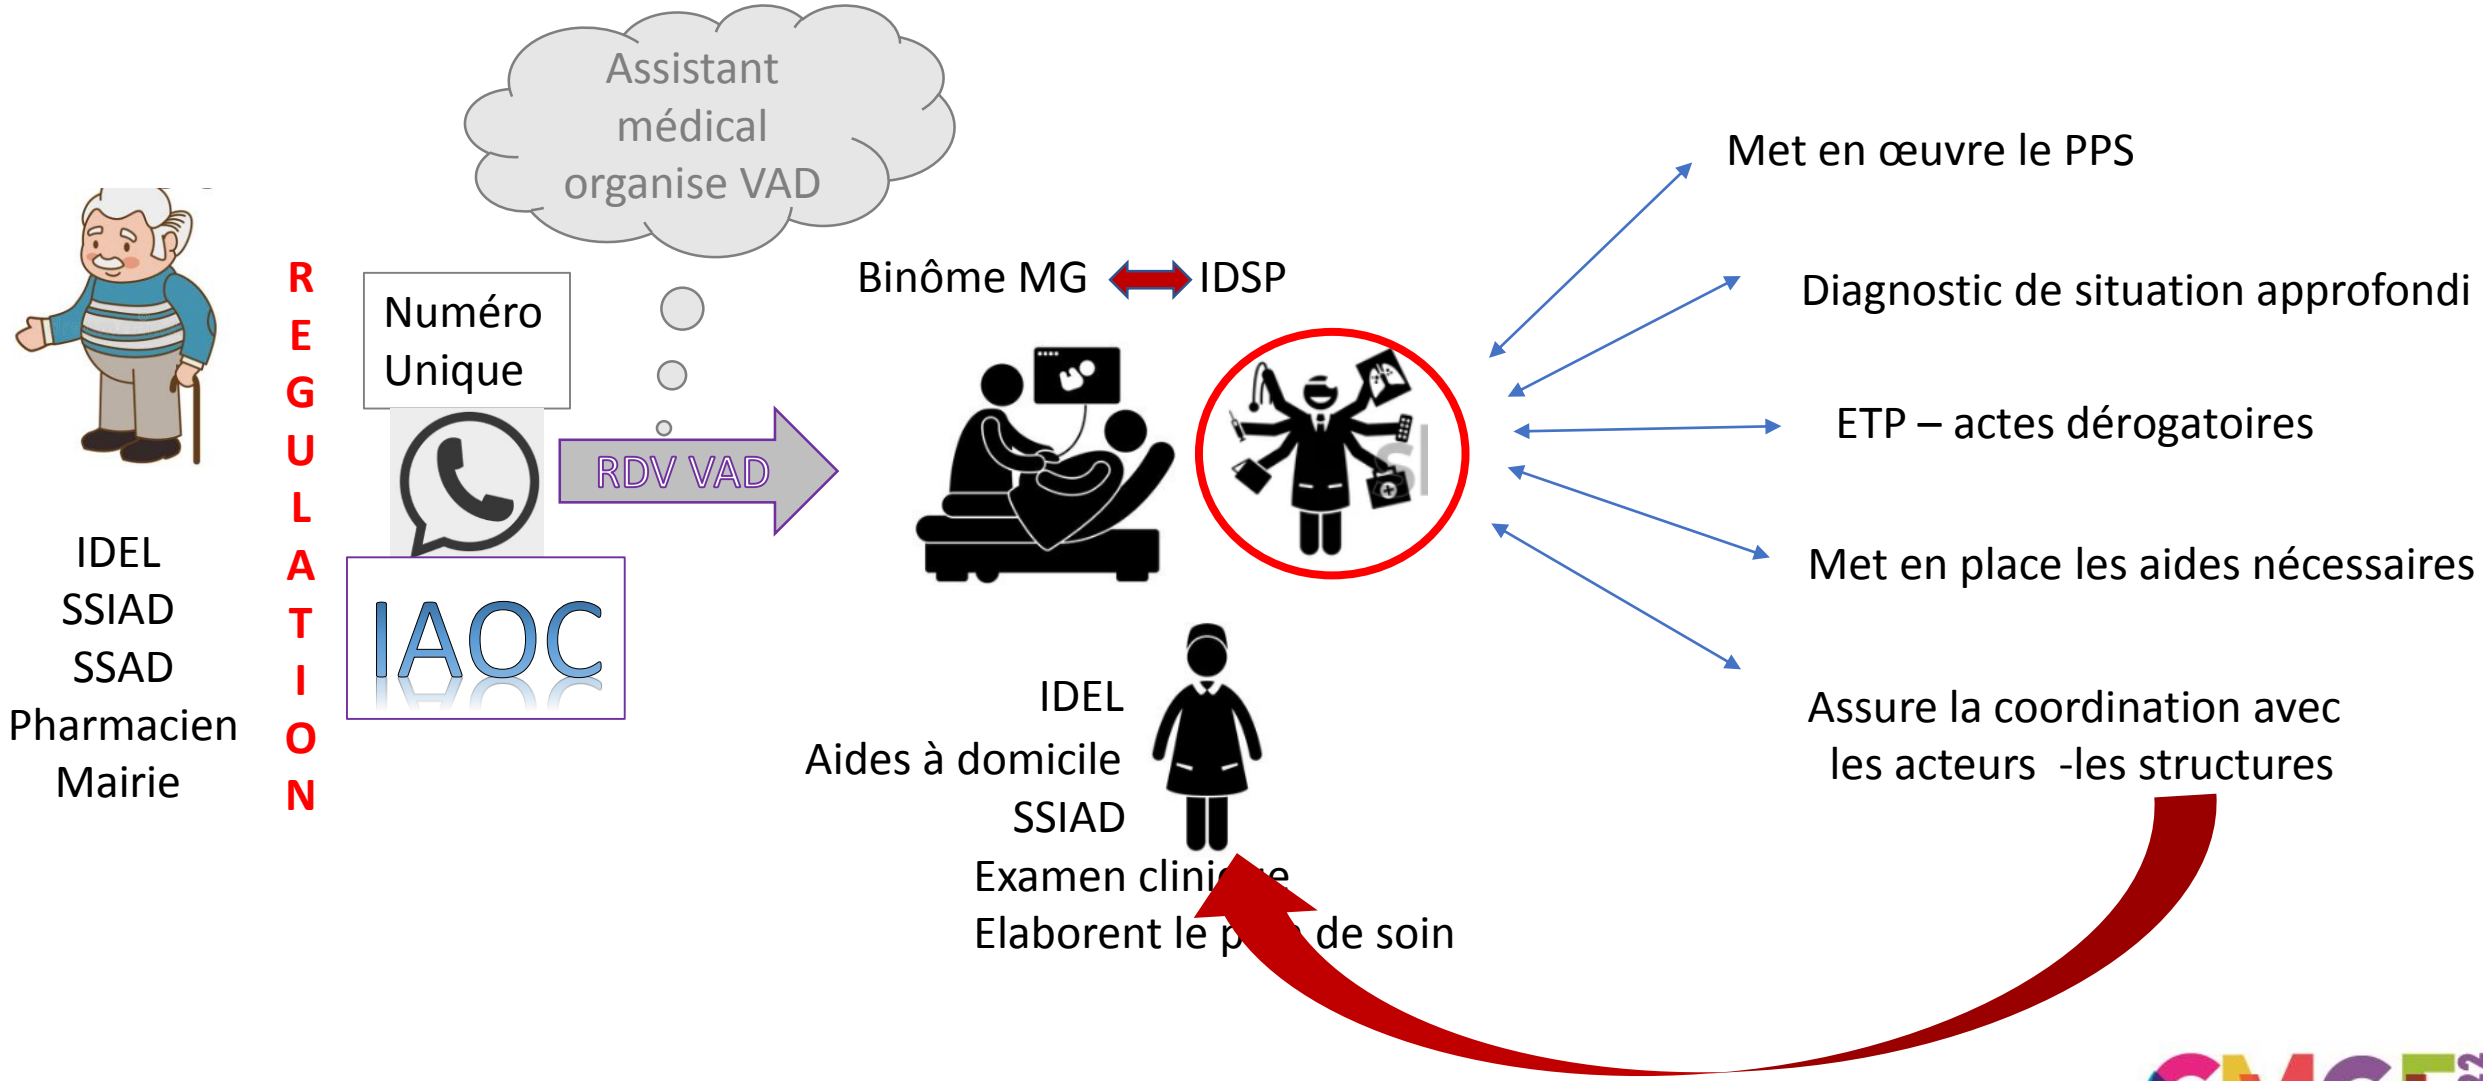 Assistant
médical
organise VAD
IDEL
SSIAD
SSAD
Pharmacien
Mairie
R
E
G
U
L
A
T
I
O
N
Numéro
Unique
IAOC
RDV VAD
Binôme MG
IDSP
IDEL
Aides à domicile
SSIAD
Examen clinique
Elaborent le de soin
Met en œuvre le PPS
Diagnostic de situation approfondi
ETP – actes dérogatoires
Met en place les aides nécessaires
Assure la coordination avec
les acteurs -les structures